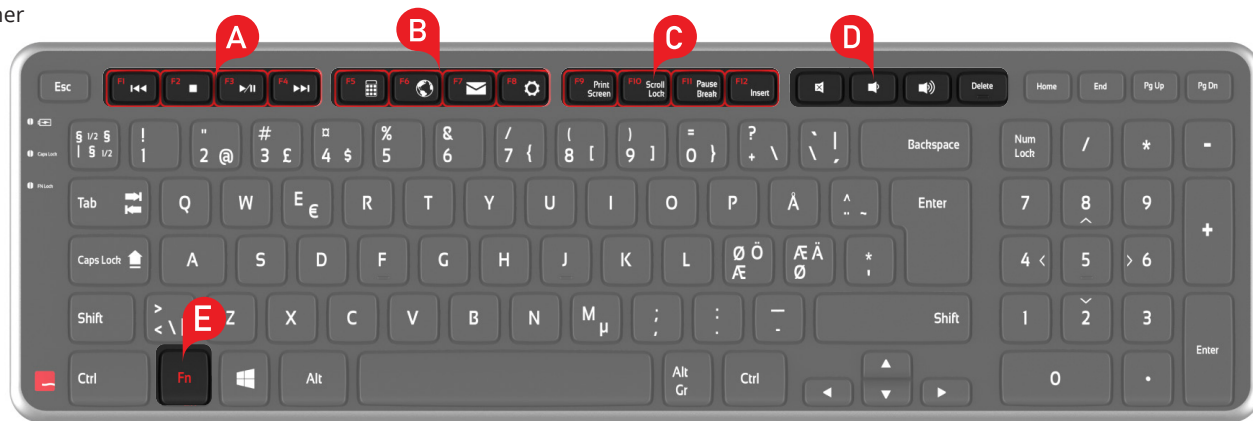 ner
A
B
C
D
Esc
F1 F2 F3 F4 F5 F6 F7 F8 F9 Print Screen F10 Scroll Lock F11 Pause Break F12 Insert Delete Home End Pg Up Pg Dn
§ 1/2 § | § 1/2 ! 1 " 2 @ # 3 £ ¤ 4 $ % 5 & 6 / 7 { ( 8 [ ) 9 ] = 0 } ? + \ ` \ | ´ Backspace Num Lock / * -
Caps Lock
FN Lock
Tab Q W E € R T Y U I O P Å ^ ¨ ~ Enter 7 8 9 +
Caps Lock A S D F G H J K L Ø Ö Æ Æ Ä Ø * ' 4 < 5 > 6
Shift > < \ | Z X C V B N M µ ; , : . _ - Shift 1 2 3 Enter
E
Ctrl Fn Alt Alt Gr Ctrl 0 .